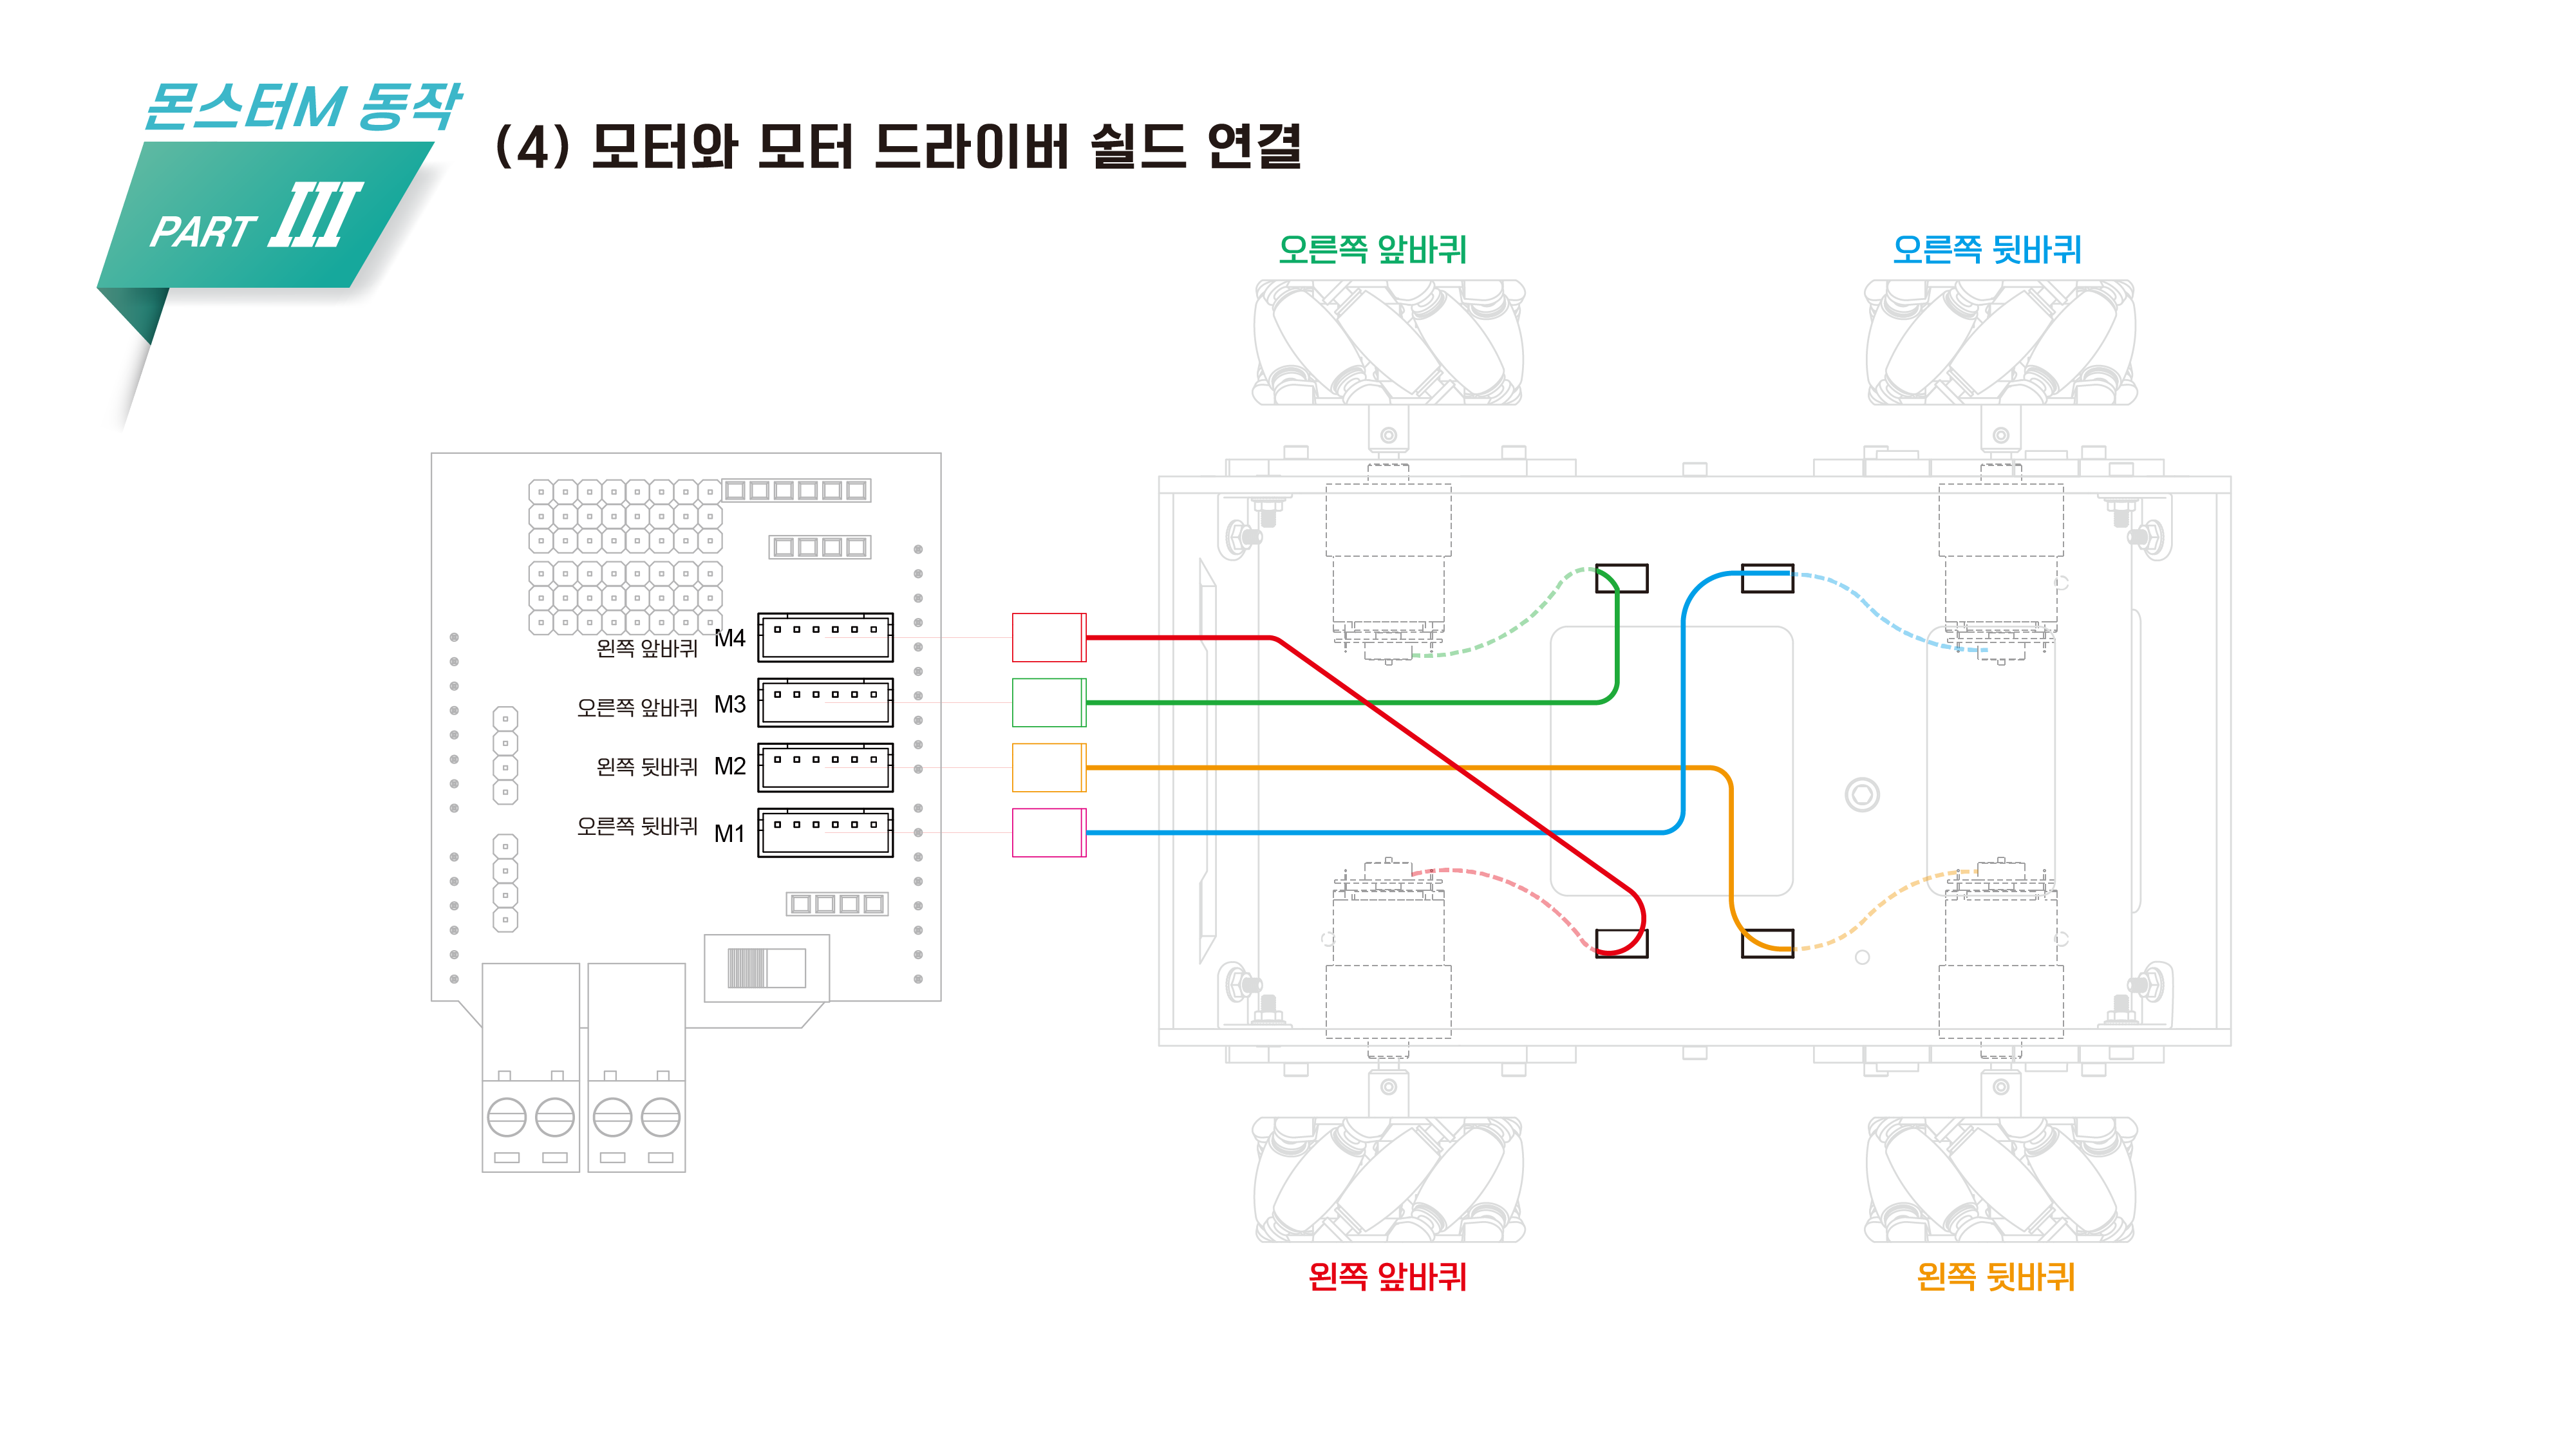 몬스터M 동작
PART III
(4) 모터와 모터 드라이버 쉴드 연결
오른쪽 앞바퀴
오른쪽 뒷바퀴
왼쪽 앞바퀴 M4
오른쪽 앞바퀴 M3
왼쪽 뒷바퀴 M2
오른쪽 뒷바퀴 M1
왼쪽 앞바퀴
왼쪽 뒷바퀴